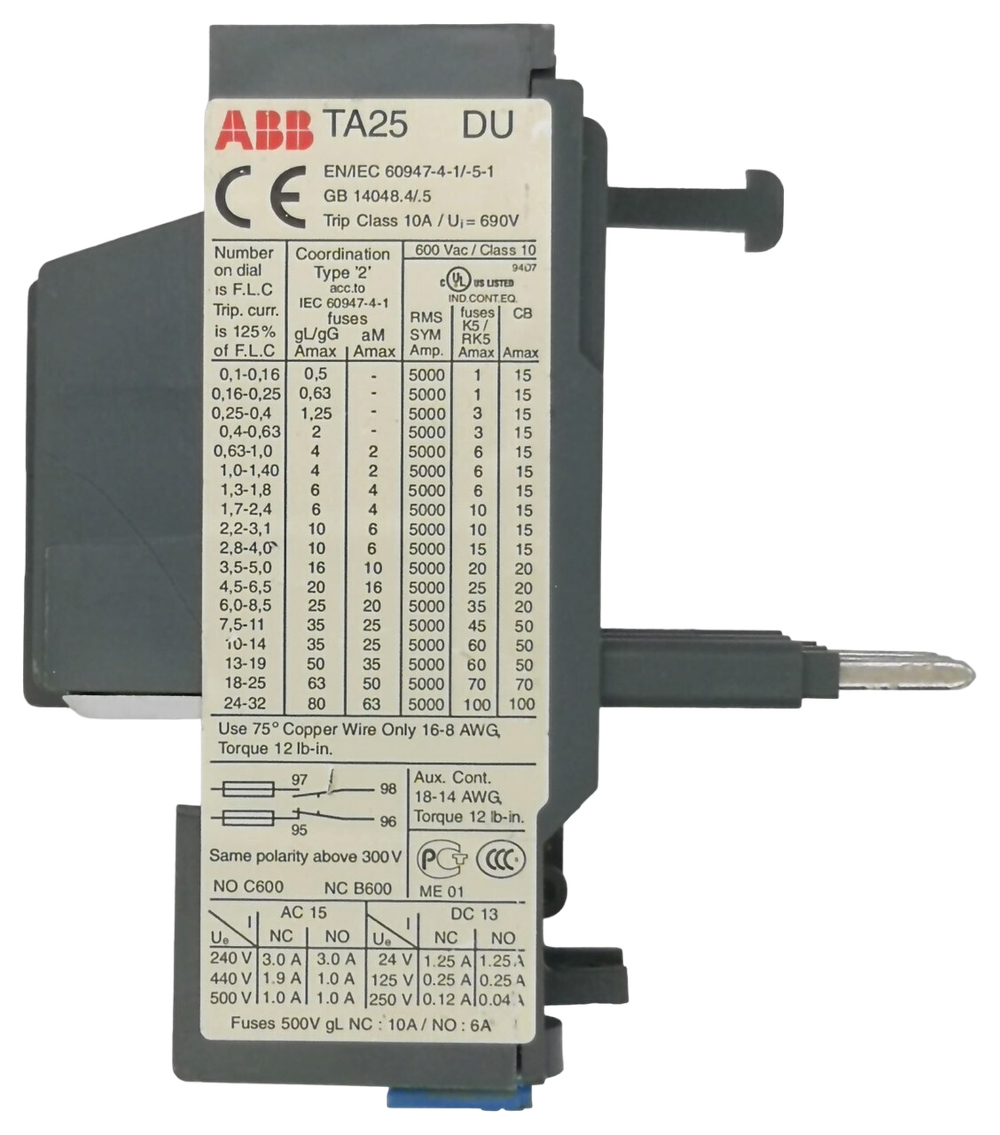 ABB TA25 DU
CE EN/IEC 60947-4-1/-5-1
GB 14048.4/.5
Trip Class 10A / Ui = 690V
Number on dial is F.L.C Trip. curr. is 125% of F.L.C
Coordination Type '2' acc.to IEC 60947-4-1 fuses
gL/gG Amax
aM Amax
600 Vac / Class 10
9407
c UL US LISTED
IND.CONT.EQ.
RMS SYM Amp.
fuses K5 / RK5 Amax
CB Amax
0,1-0,16 0,5 - 5000 1 15
0,16-0,25 0,63 - 5000 1 15
0,25-0,4 1,25 - 5000 3 15
0,4-0,63 2 - 5000 3 15
0,63-1,0 4 2 5000 6 15
1,0-1,40 4 2 5000 6 15
1,3-1,8 6 4 5000 6 15
1,7-2,4 6 4 5000 10 15
2,2-3,1 10 6 5000 10 15
2,8-4,0 10 6 5000 15 15
3,5-5,0 16 10 5000 20 20
4,5-6,5 20 16 5000 25 20
6,0-8,5 25 20 5000 35 20
7,5-11 35 25 5000 45 50
10-14 35 25 5000 60 50
13-19 50 35 5000 60 50
18-25 63 50 5000 70 70
24-32 80 63 5000 100 100
Use 75° Copper Wire Only 16-8 AWG,
Torque 12 lb-in.
97 98
95 96
Same polarity above 300V
NO C600 NC B600
Aux. Cont.
18-14 AWG,
Torque 12 lb-in.
PCT CCC
ME 01
AC 15 DC 13
Ue I NC NO Ue I NC NO
240 V 3.0 A 3.0 A 24 V 1.25 A 1.25 A
440 V 1.9 A 1.0 A 125 V 0.25 A 0.25 A
500 V 1.0 A 1.0 A 250 V 0.12 A 0.04 A
Fuses 500V gL NC : 10A / NO : 6A